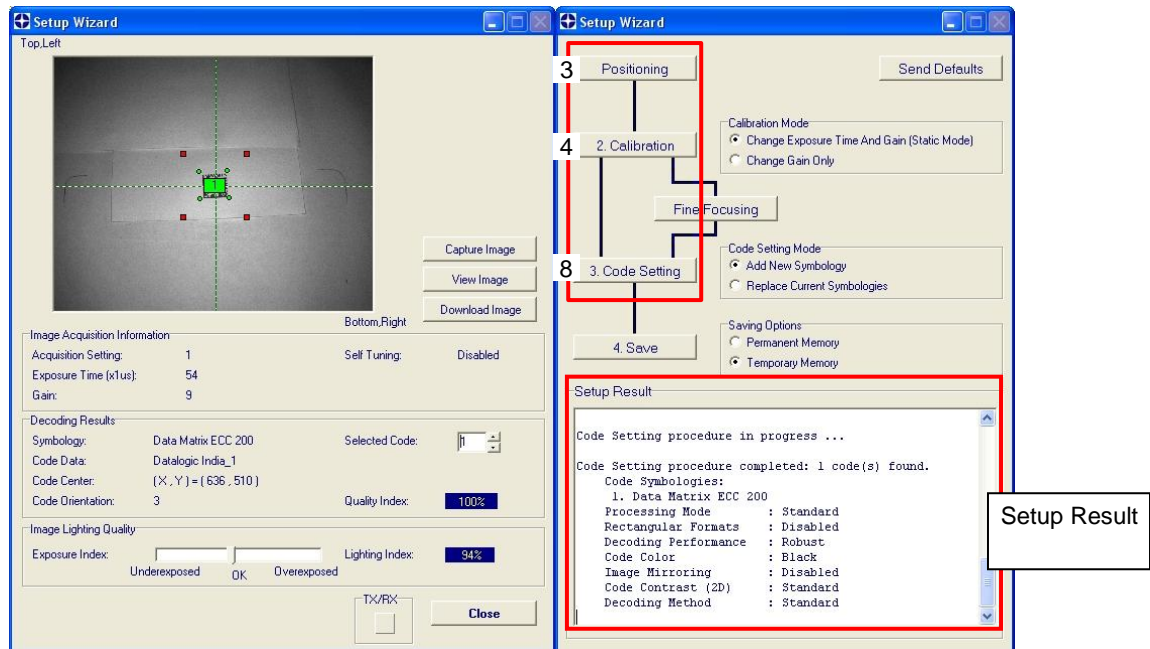 Setup Wizard
Top,Left
1
Capture Image
View Image
Download Image
Bottom,Right
Image Acquisition Information
Acquisition Setting: 1 Self Tuning: Disabled
Exposure Time (x1us): 54
Gain: 9
Decoding Results
Symbology: Data Matrix ECC 200 Selected Code: 1
Code Data: Datalogic India_1
Code Center: (X,Y)=(636,510)
Code Orientation: 3 Quality Index: 100%
Image Lighting Quality
Exposure Index: Lighting Index: 94%
Underexposed OK Overexposed
TX/RX
Close
Setup Wizard
3 Positioning
Send Defaults
4 2. Calibration
Calibration Mode
Change Exposure Time And Gain (Static Mode)
Change Gain Only
Fine Focusing
8 3. Code Setting
Code Setting Mode
Add New Symbology
Replace Current Symbologies
4. Save
Saving Options
Permanent Memory
Temporary Memory
Setup Result
Code Setting procedure in progress ...
Code Setting procedure completed: 1 code(s) found.
Code Symbologies:
1. Data Matrix ECC 200
Processing Mode : Standard
Rectangular Formats : Disabled
Decoding Performance : Robust
Code Color : Black
Image Mirroring : Disabled
Code Contrast (2D) : Standard
Decoding Method : Standard
Setup Result